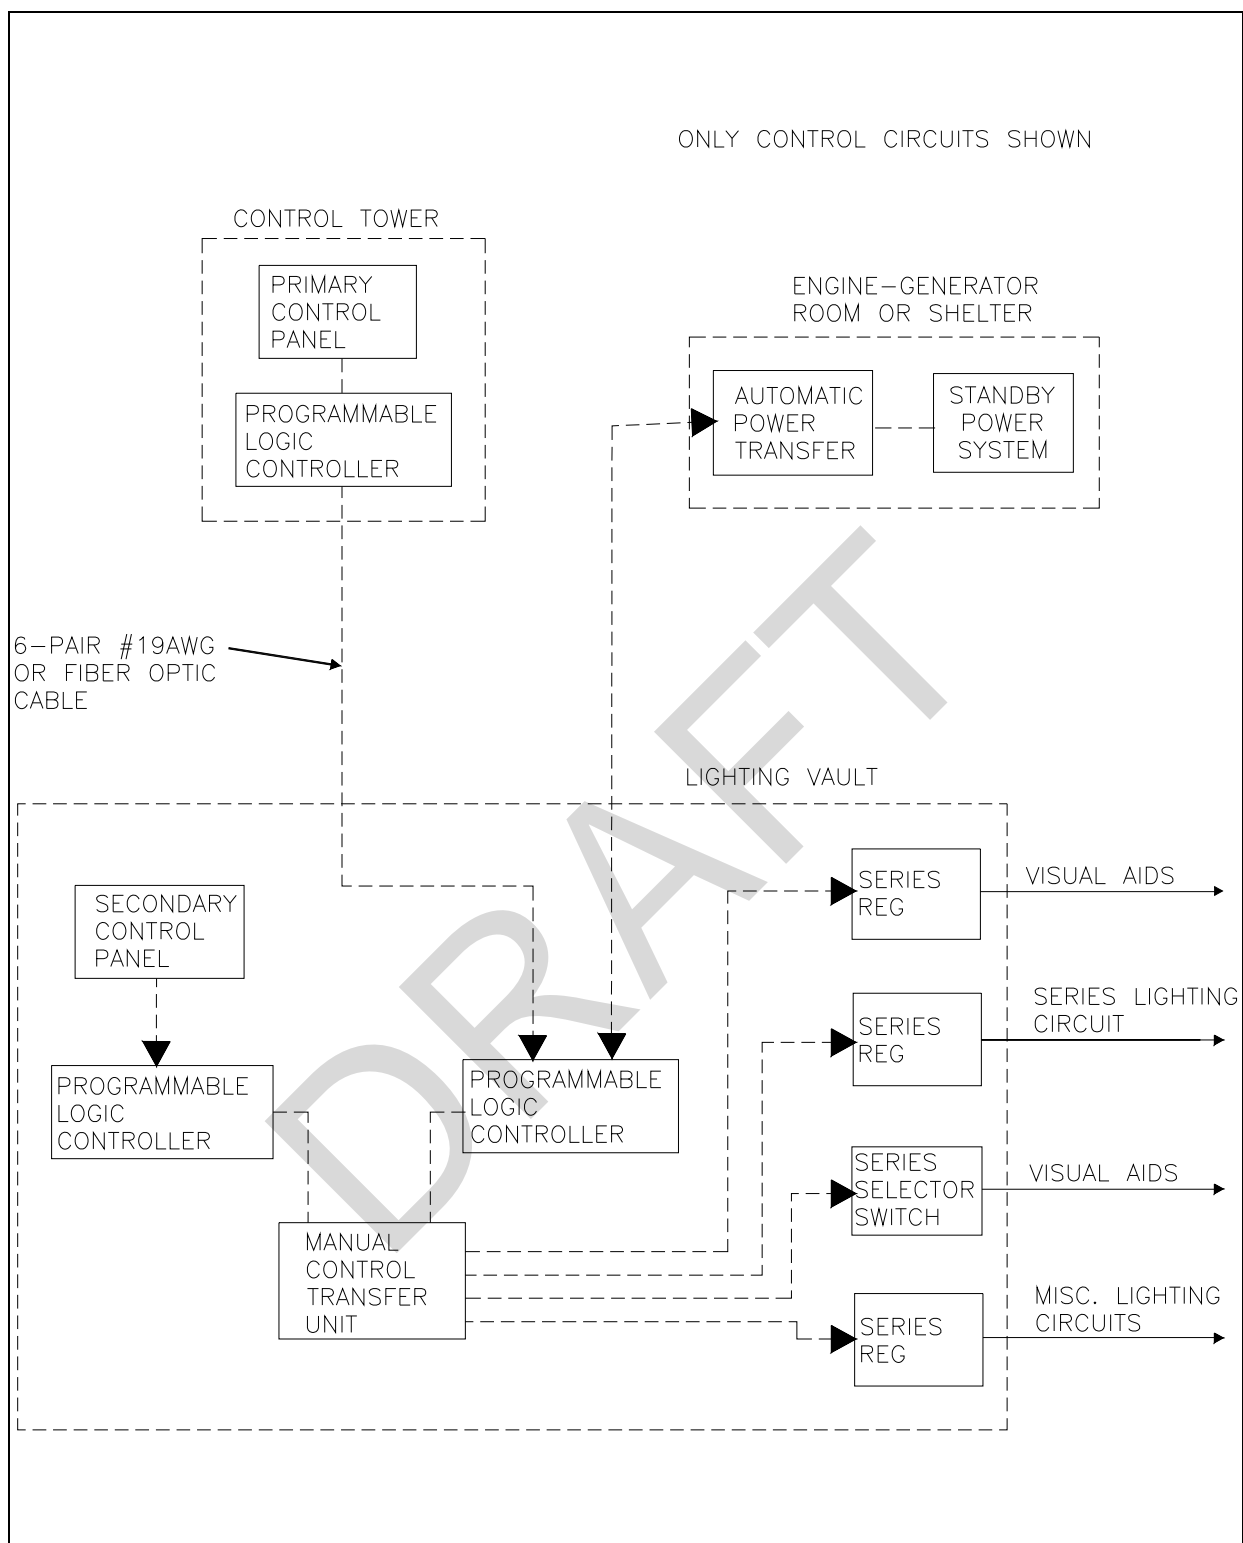 ONLY CONTROL CIRCUITS SHOWN
CONTROL TOWER
PRIMARY
CONTROL
PANEL
PROGRAMMABLE
LOGIC
CONTROLLER
ENGINE-GENERATOR
ROOM OR SHELTER
AUTOMATIC
POWER
TRANSFER
STANDBY
POWER
SYSTEM
6-PAIR #19AWG
OR FIBER OPTIC
CABLE
DRAFT
LIGHTING VAULT
SECONDARY
CONTROL
PANEL
PROGRAMMABLE
LOGIC
CONTROLLER
PROGRAMMABLE
LOGIC
CONTROLLER
MANUAL
CONTROL
TRANSFER
UNIT
SERIES
REG
VISUAL AIDS
SERIES
REG
SERIES LIGHTING
CIRCUIT
SERIES
SELECTOR
SWITCH
VISUAL AIDS
SERIES
REG
MISC. LIGHTING
CIRCUITS